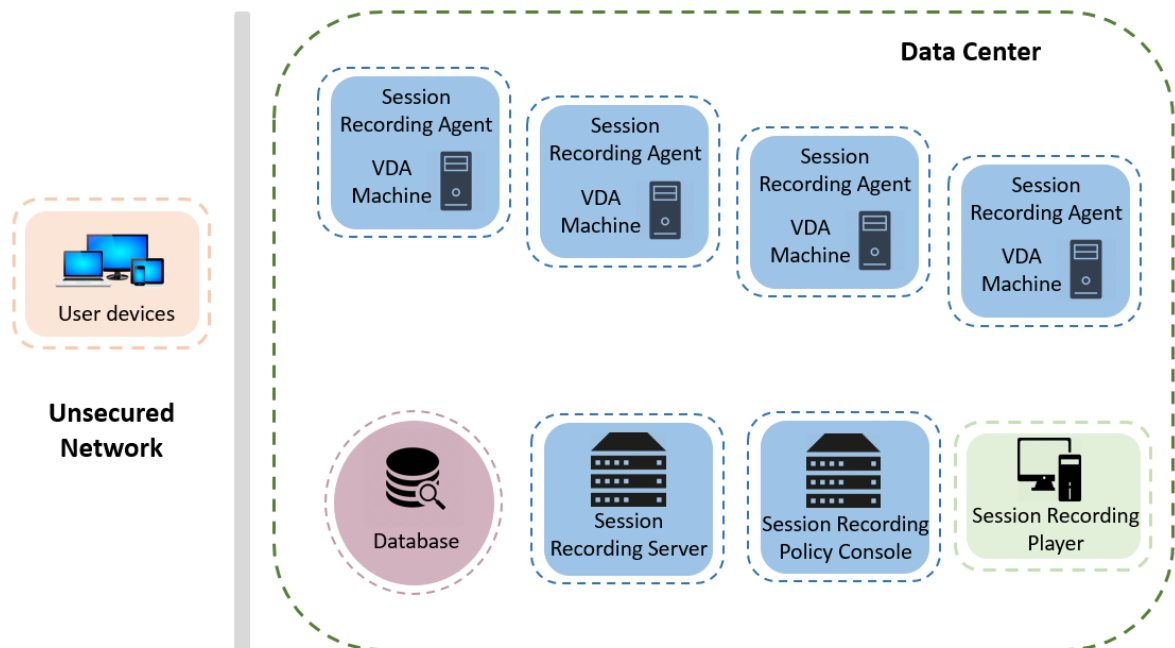 Data Center
Session
Recording Agent
VDA
Machine
Session
Recording Agent
VDA
Machine
Session
Recording Agent
VDA
Machine
Session
Recording Agent
VDA
Machine
User devices
Unsecured
Network
Database
Session
Recording Server
Session Recording
Policy Console
Session Recording
Player